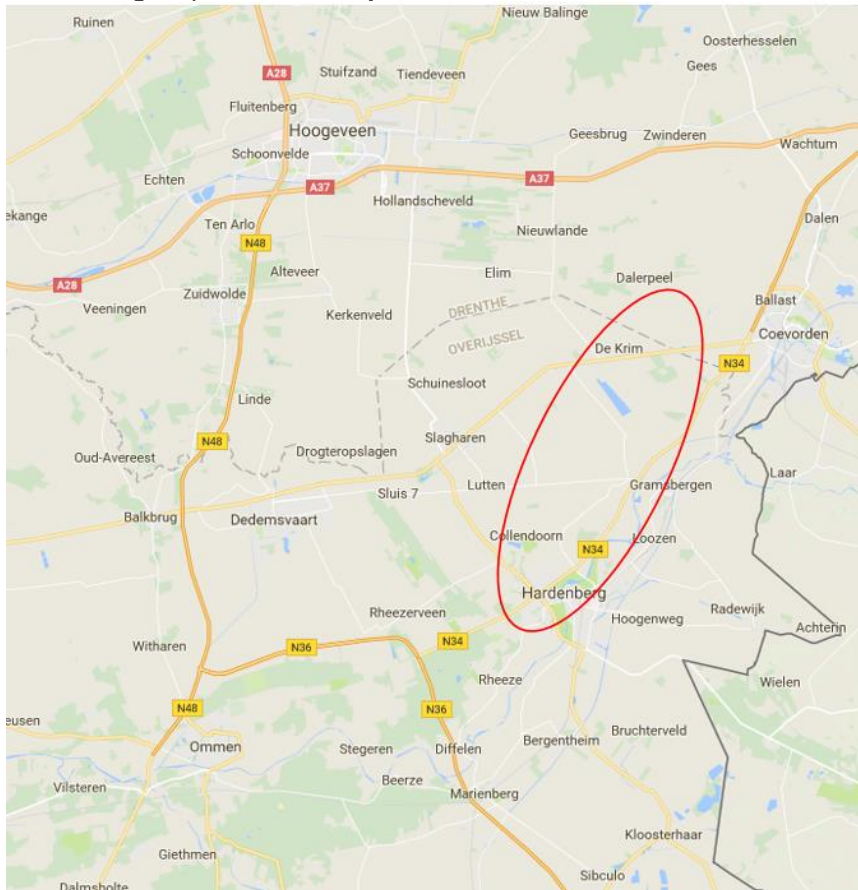 Ruinen
Nieuw Balinge
Oosterhesselen
A28
Stuifzand
Tiendeveen
Gees
Fluitenberg
Hoogeveen
Geesbrug
Zwinderen
Wachtum
Schoonvelde
Echten
A37
A37
Hollandscheveld
ekange
Ten Arlo
Dalen
N48
Nieuwlande
Alteveer
Elim
Dalerpeel
A28
Zuidwolde
Ballast
Veeningen
Kerkenveld
DRENTHE
Coevorden
OVERIJSSEL
De Krim
N34
Schuinesloot
Linde
N48
Slagharen
Oud-Avereest
Drogteropslagen
Laar
Sluis 7
Lutten
Gramsbergen
Balkbrug
Dedemsvaart
Collendoorn
Loozen
N34
Hardenberg
Rheezerveen
Radewijk
Hoogenweg
Achterin
Witharen
N36
N34
Rheeze
Wielen
N48
N36
eusen
Ommen
Stegeren
Diffelen
Bergentheim
Bruchterveld
Vilsteren
Beerze
Marienberg
Kloosterhaar
Giethmen
Sibculo
Dalmsholte